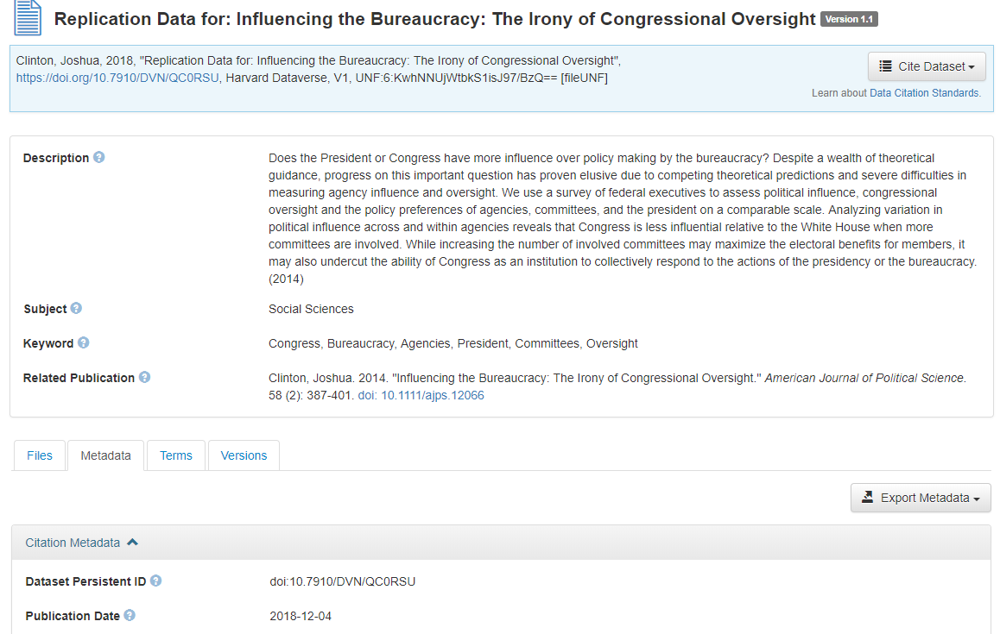 Replication Data for: Influencing the Bureaucracy: The Irony of Congressional Oversight Version 1.1
Clinton, Joshua, 2018, "Replication Data for: Influencing the Bureaucracy: The Irony of Congressional Oversight",
https://doi.org/10.7910/DVN/QC0RSU, Harvard Dataverse, V1, UNF:6:KwhNNUjWtbkS1isJ97/BzQ== [fileUNF]
Cite Dataset
Learn about Data Citation Standards.
Description
Does the President or Congress have more influence over policy making by the bureaucracy? Despite a wealth of theoretical
guidance, progress on this important question has proven elusive due to competing theoretical predictions and severe difficulties in
measuring agency influence and oversight. We use a survey of federal executives to assess political influence, congressional
oversight and the policy preferences of agencies, committees, and the president on a comparable scale. Analyzing variation in
political influence across and within agencies reveals that Congress is less influential relative to the White House when more
committees are involved. While increasing the number of involved committees may maximize the electoral benefits for members, it
may also undercut the ability of Congress as an institution to collectively respond to the actions of the presidency or the bureaucracy.
(2014)
Subject Social Sciences
Keyword Congress, Bureaucracy, Agencies, President, Committees, Oversight
Related Publication Clinton, Joshua. 2014. "Influencing the Bureaucracy: The Irony of Congressional Oversight." American Journal of Political Science.
58 (2): 387-401. doi: 10.1111/ajps.12066
Files Metadata Terms Versions
Export Metadata
Citation Metadata
Dataset Persistent ID doi:10.7910/DVN/QC0RSU
Publication Date 2018-12-04